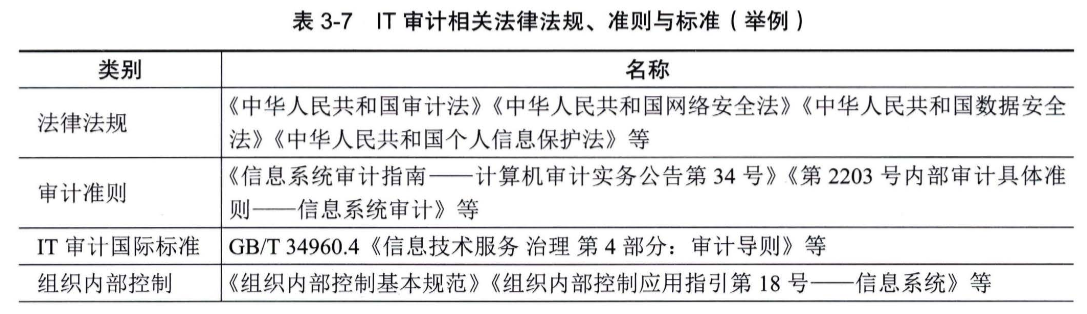 表 3-7 IT 审计相关法律法规、准则与标准（举例）
类别 名称
法律法规
《中华人民共和国审计法》《中华人民共和国网络安全法》《中华人民共和国数据安全
法》《中华人民共和国个人信息保护法》等
审计准则
《信息系统审计指南——计算机审计实务公告第 34 号》《第 2203 号内部审计具体准
则——信息系统审计》等
IT 审计国际标准 GB/T 34960.4《信息技术服务 治理 第 4 部分：审计导则》等
组织内部控制 《组织内部控制基本规范》《组织内部控制应用指引第 18 号——信息系统》等